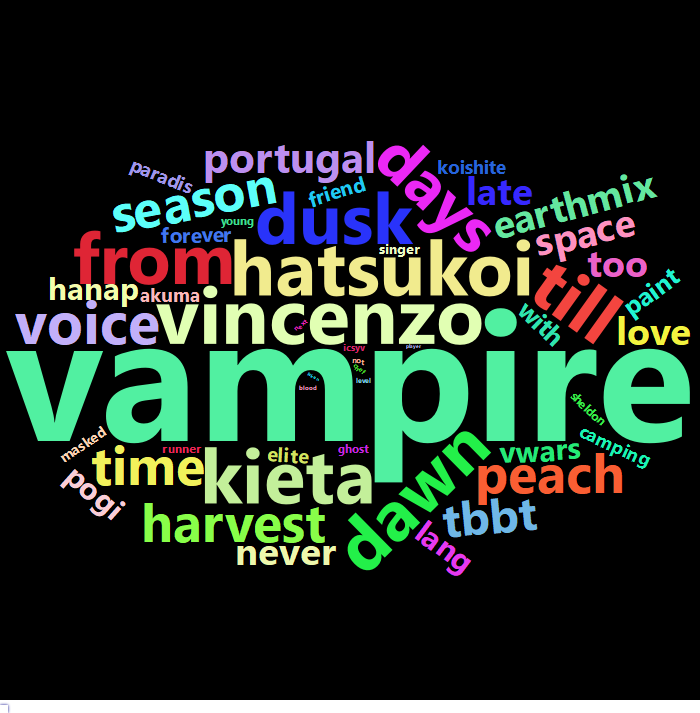 portugal
days
koishite
paradis
season
friend
late
earthmix
young
dusk
forever
singer
space
from
hatsukoi
too
hanap
akuma
till
paint
voice
vincenzo
with
love
vampire
icsyv
not
player
level
blood
masked
runner
elite
ghost
vwars
camping
sheldon
time
kieta
dawn
peach
pogi
harvest
tbbt
lang
never